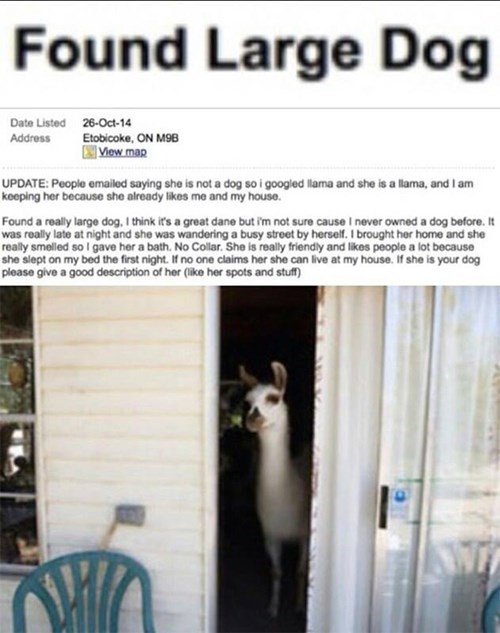 Found Large Dog
Date Listed 26-Oct-14
Address Etobicoke, ON M9B
View map
UPDATE: People emailed saying she is not a dog so i googled llama and she is a llama, and I am
keeping her because she already likes me and my house.
Found a really large dog, I think it's a great dane but i'm not sure cause I never owned a dog before. It
was really late at night and she was wandering a busy street by herself. I brought her home and she
really smelled so I gave her a bath. No Collar. She is really friendly and likes people a lot because
she slept on my bed the first night. If no one claims her she can live at my house. If she is your dog
please give a good description of her (like her spots and stuff)